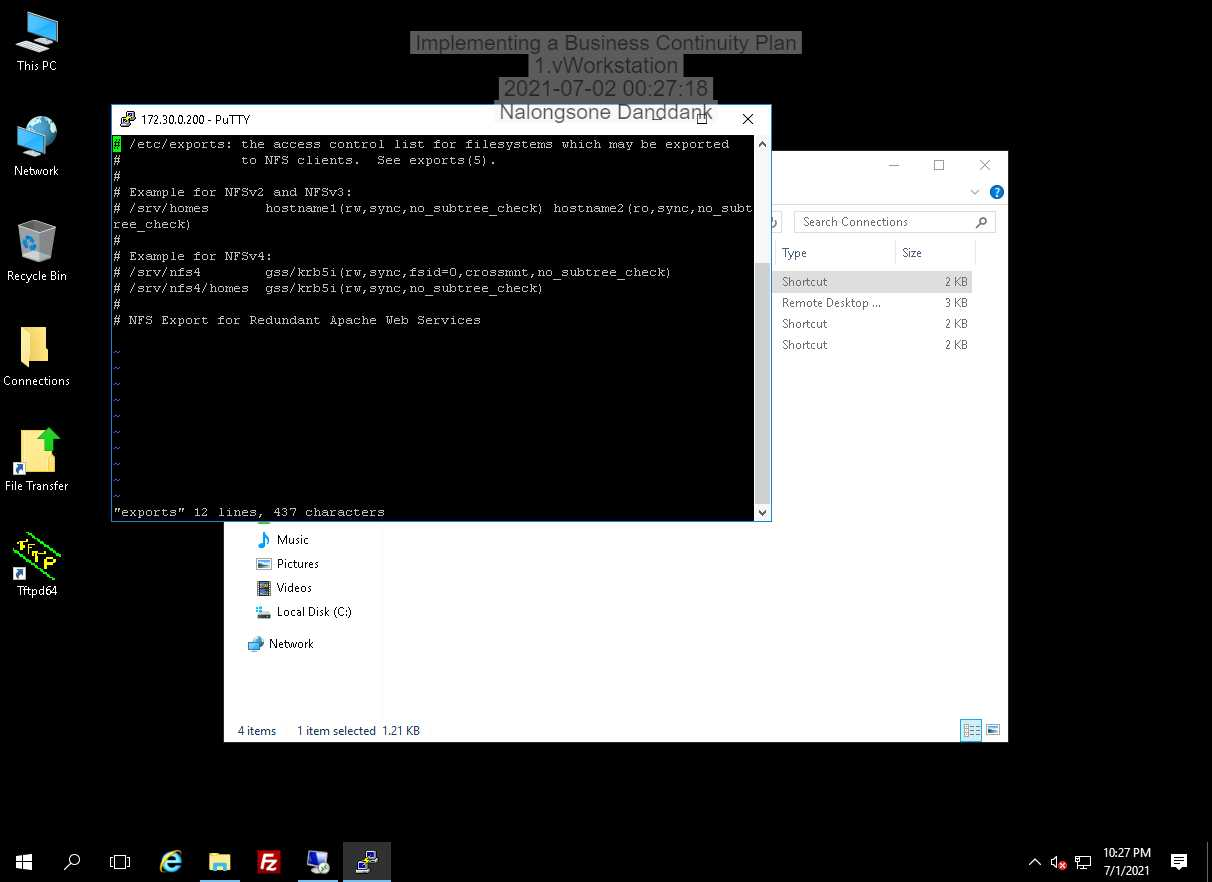 Implementing a Business Continuity Plan
1.vWorkstation
2021-07-02 00:27:18
Nalongsone Danddank
This PC
Network
Recycle Bin
Connections
File Transfer
Tftpd64
172.30.0.200 - PuTTY
# /etc/exports: the access control list for filesystems which may be exported
#               to NFS clients.  See exports(5).
#
# Example for NFSv2 and NFSv3:
# /srv/homes       hostname1(rw,sync,no_subtree_check) hostname2(ro,sync,no_subt
ree_check)
#
# Example for NFSv4:
# /srv/nfs4        gss/krb5i(rw,sync,fsid=0,crossmnt,no_subtree_check)
# /srv/nfs4/homes  gss/krb5i(rw,sync,no_subtree_check)
#
# NFS Export for Redundant Apache Web Services
~
~
~
~
~
~
~
~
~
~
"exports" 12 lines, 437 characters
Search Connections
Type Size
Shortcut 2 KB
Remote Desktop ... 3 KB
Shortcut 2 KB
Shortcut 2 KB
Music
Pictures
Videos
Local Disk (C:)
Network
4 items 1 item selected 1.21 KB
10:27 PM
7/1/2021